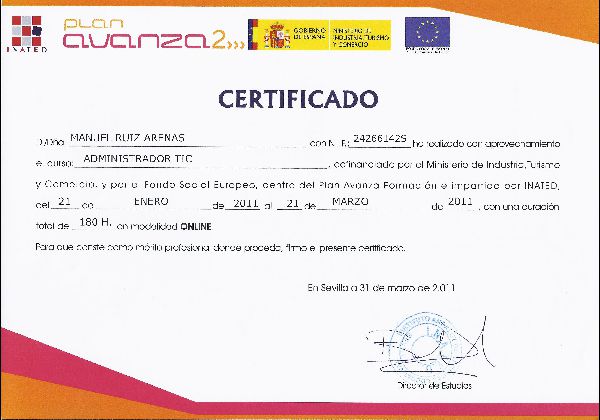 INATED
PLAN
avanza2
GOBIERNO DE ESPAÑA
MINISTERIO DE INDUSTRIA, TURISMO Y COMERCIO
CERTIFICADO
D/Dña. MANUEL RUIZ ARENAS con N.I.F.: 24266142S ha realizado con aprovechamiento
el curso: ADMINISTRADOR TIC, cofinanciado por el Ministerio de Industria, Turismo
y Comercio, y por el Fondo Social Europeo, dentro del Plan Avanza Formación e impartido por INATED,
del 21 de ENERO de 2011 al 21 de MARZO de 2011, con una duración
total de 180 H. en modalidad ONLINE
Para que conste como mérito profesional donde proceda, firmo el presente certificado.
En Sevilla a 31 de marzo de 2.011
Director de Estudios